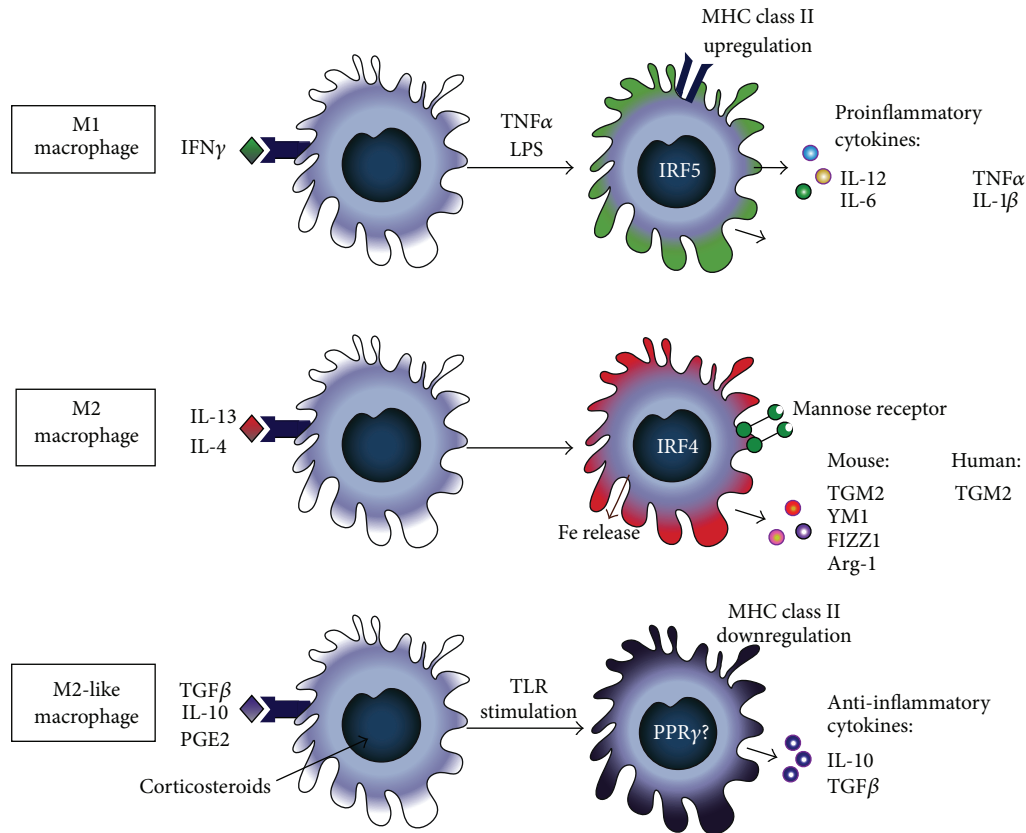 MHC class II
upregulation
M1
macrophage
IFNγ
TNFα
LPS
IRF5
Proinflammatory
cytokines:
IL-12 TNFα
IL-6 IL-1β
M2
macrophage
IL-13
IL-4
IRF4
Mannose receptor
Fe release
Mouse: Human:
TGM2 TGM2
YM1
FIZZ1
Arg-1
MHC class II
downregulation
M2-like
macrophage
TGFβ
IL-10
PGE2
Corticosteroids
TLR
stimulation
PPRγ?
Anti-inflammatory
cytokines:
IL-10
TGFβ